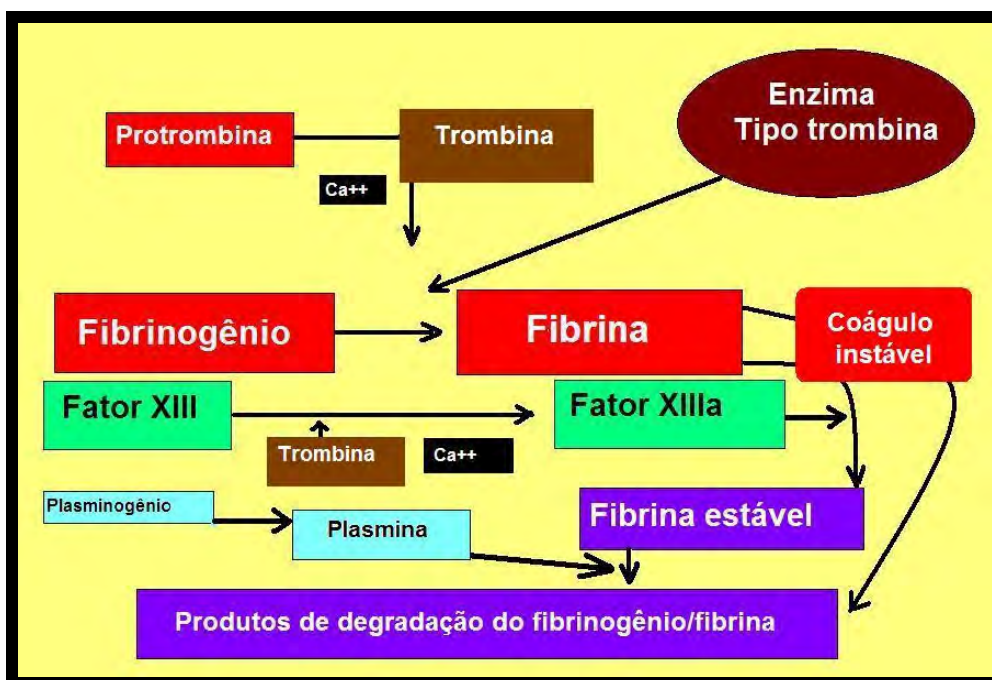 Enzima
Tipo trombina
Protrombina
Trombina
Ca++
Fibrinogênio
Fibrina
Coágulo
instável
Fator XIII
Fator XIIIa
Trombina
Ca++
Plasminogênio
Plasmina
Fibrina estável
Produtos de degradação do fibrinogênio/fibrina